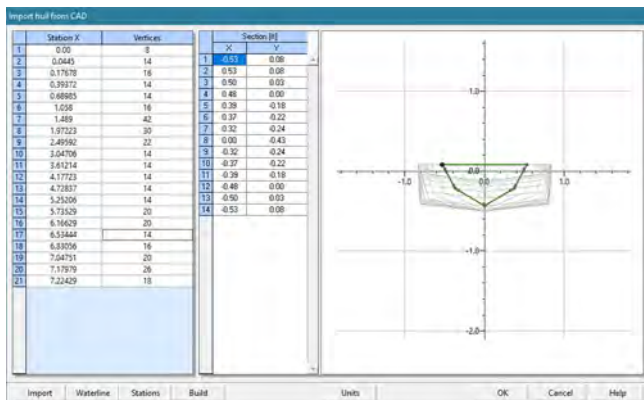 Import hull from CAD
Station X Vertices
1 0.00 8
2 0.0445 14
3 0.17678 16
4 0.39372 14
5 0.68985 14
6 1.058 16
7 1.489 42
8 1.97223 30
9 2.49592 22
10 3.04706 14
11 3.61214 14
12 4.17723 14
13 4.72837 14
14 5.25206 14
15 5.73529 20
16 6.16629 20
17 6.53444 14
18 6.83056 16
19 7.04751 20
20 7.17979 26
21 7.22429 18
Section [ft]
X Y
1 -0.53 0.08
2 0.53 0.08
3 0.50 0.03
4 0.48 0.00
5 0.39 -0.18
6 0.37 -0.22
7 0.32 -0.24
8 0.00 -0.43
9 -0.32 -0.24
10 -0.37 -0.22
11 -0.39 -0.18
12 -0.48 0.00
13 -0.50 0.03
14 -0.53 0.08
1.0
0.0
-1.0 0.0 1.0
-1.0
-2.0
Import Waterline Stations Build Units OK Cancel Help